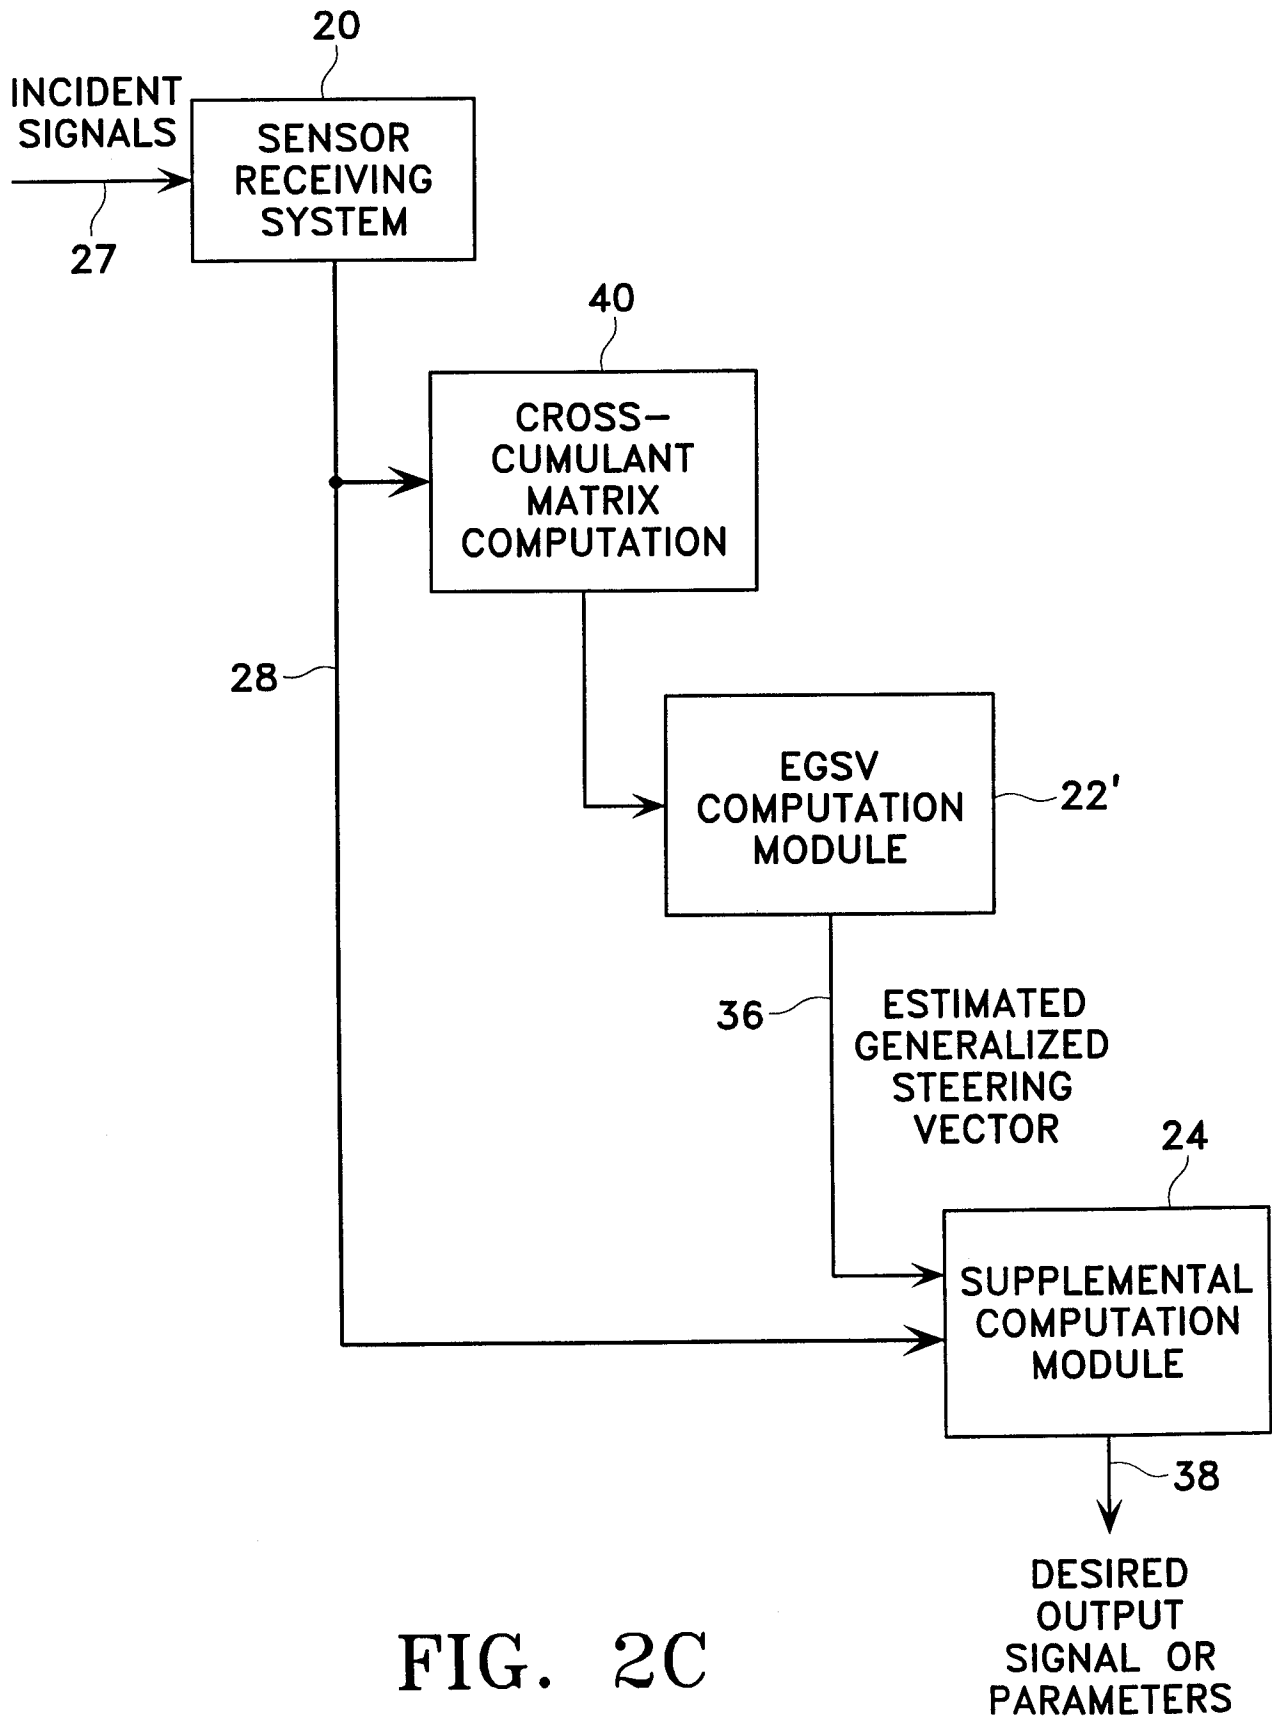 20
INCIDENT
SIGNALS
27
SENSOR
RECEIVING
SYSTEM
40
CROSS-
CUMULANT
MATRIX
COMPUTATION
28
EGSV
COMPUTATION
MODULE
22'
36
ESTIMATED
GENERALIZED
STEERING
VECTOR
24
SUPPLEMENTAL
COMPUTATION
MODULE
38
DESIRED
OUTPUT
SIGNAL OR
PARAMETERS
FIG. 2C